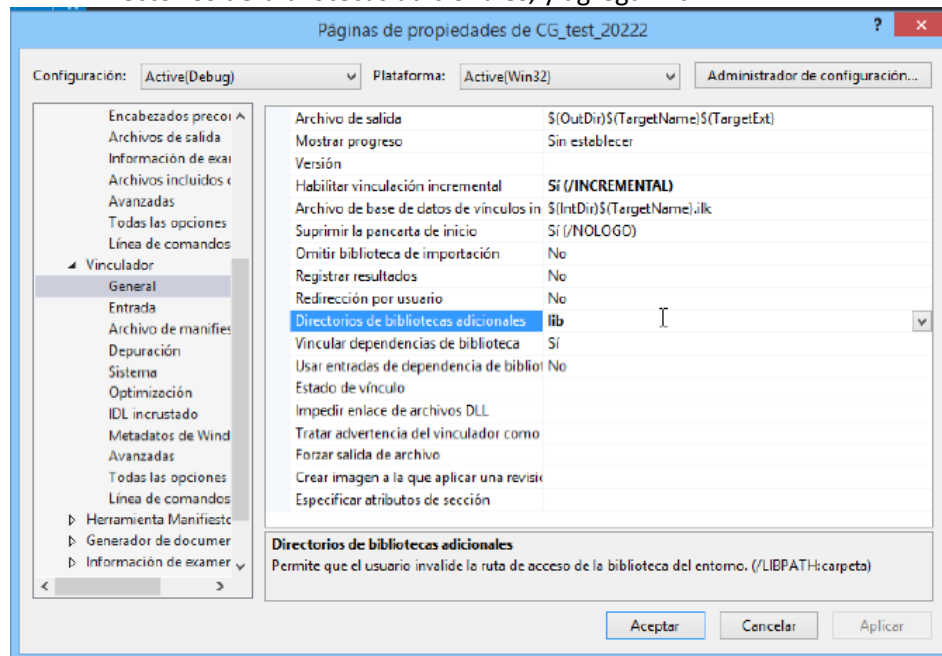 Páginas de propiedades de CG_test_20222
? ×
Configuración: Active(Debug) Plataforma: Active(Win32) Administrador de configuración...
Encabezados precor
Archivos de salida
Información de exar
Archivos incluidos c
Avanzadas
Todas las opciones
Línea de comandos
Vinculador
General
Entrada
Archivo de manifies
Depuración
Sistema
Optimización
IDL incrustado
Metadatos de Wind
Avanzadas
Todas las opciones
Línea de comandos
Herramienta Manifiesto
Generador de documer
Información de examer
Archivo de salida $(OutDir)$(TargetName)$(TargetExt)
Mostrar progreso Sin establecer
Versión
Habilitar vinculación incremental Sí (/INCREMENTAL)
Archivo de base de datos de vínculos in $(IntDir)$(TargetName).ilk
Suprimir la pancarta de inicio Sí (/NOLOGO)
Omitir biblioteca de importación No
Registrar resultados No
Redirección por usuario No
Directorios de bibliotecas adicionales lib
Vincular dependencias de biblioteca Sí
Usar entradas de dependencia de bibliot No
Estado de vínculo
Impedir enlace de archivos DLL
Tratar advertencia del vinculador como
Forzar salida de archivo
Crear imagen a la que aplicar una revisió
Especificar atributos de sección
Directorios de bibliotecas adicionales
Permite que el usuario invalide la ruta de acceso de la biblioteca del entorno. (/LIBPATH:carpeta)
Aceptar Cancelar Aplicar